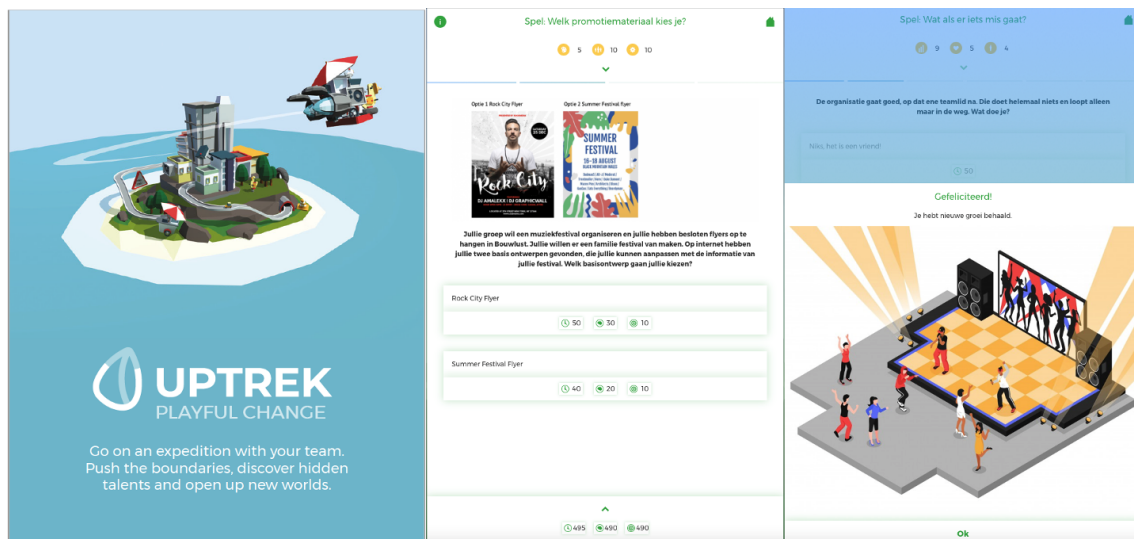 UPTREK
PLAYFUL CHANGE
Go on an expedition with your team.
Push the boundaries, discover hidden
talents and open up new worlds.
Spel: Welk promotiemateriaal kies je?
5 10 10
Optie 1 Rock City Flyer
Optie 2 Summer Festival flyer
Rock City
DJ AMALEXX / DJ GRAPHICWALL
SUMMER
FESTIVAL
16-18 AUGUST
Jullie groep wil een muziekfestival organiseren en jullie hebben besloten flyers op te
hangen in Bouwlust. Jullie willen er een familie festival van maken. Op internet hebben
jullie twee basis ontwerpen gevonden, die jullie kunnen aanpassen met de informatie van
jullie festival. Welk basisontwerp gaan jullie kiezen?
Rock City Flyer
50 30 10
Summer Festival Flyer
40 20 10
495 490 490
Spel: Wat als er iets mis gaat?
9 5 4
De organisatie gaat goed, op dat ene teamlid na. Die doet helemaal niets en loopt alleen
maar in de weg. Wat doe je?
Niks, het is een vriend!
50
Gefeliciteerd!
Je hebt nieuwe groei behaald.
Ok